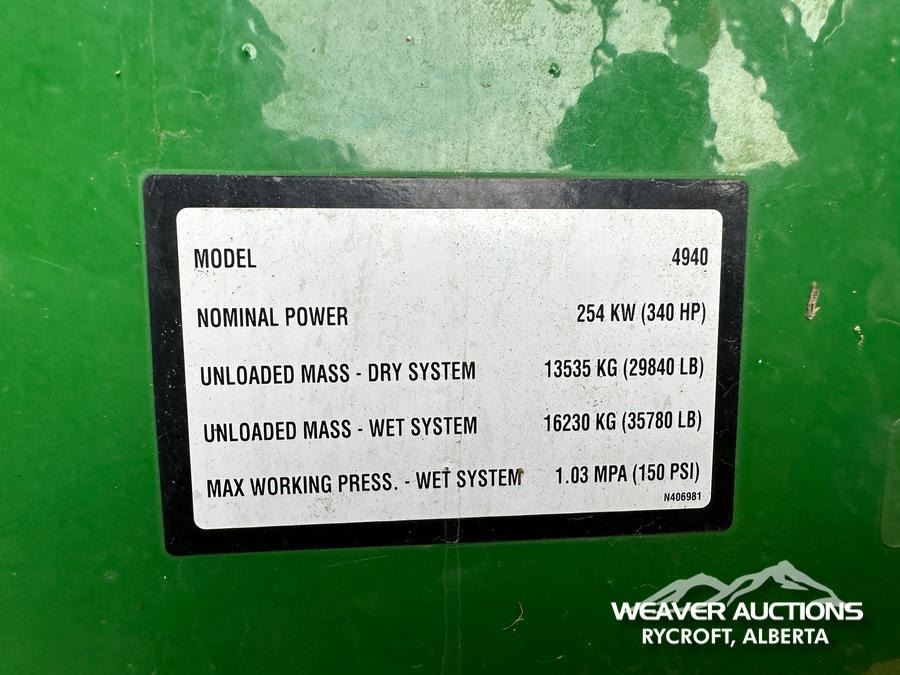 MODEL 4940
NOMINAL POWER 254 KW (340 HP)
UNLOADED MASS - DRY SYSTEM 13535 KG (29840 LB)
UNLOADED MASS - WET SYSTEM 16230 KG (35780 LB)
MAX WORKING PRESS. - WET SYSTEM 1.03 MPA (150 PSI)
N406981
WEAVER AUCTIONS
RYCROFT, ALBERTA